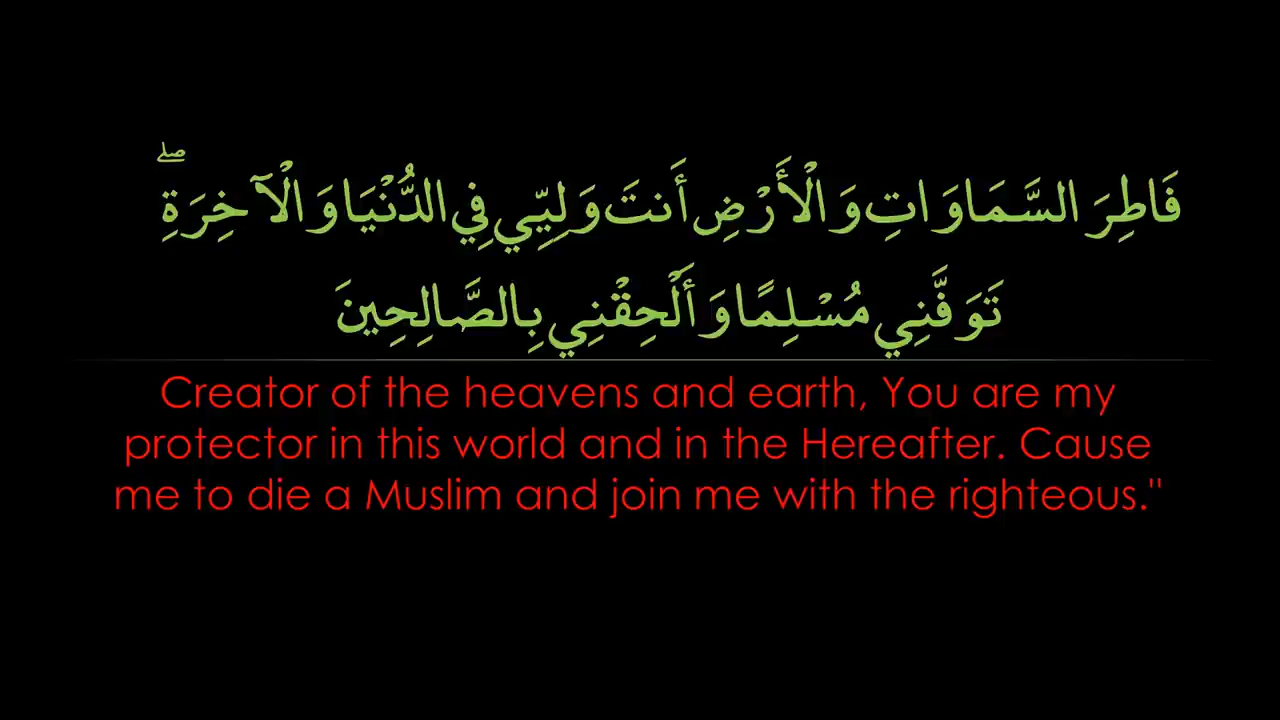 فَاطِرَ السَّمَاوَاتِ وَالْأَرْضِ أَنتَ وَلِيِّي فِي الدُّنْيَا وَالْآخِرَةِ ۖ
تَوَفَّنِي مُسْلِمًا وَأَلْحِقْنِي بِالصَّالِحِينَ
Creator of the heavens and earth, You are my
protector in this world and in the Hereafter. Cause
me to die a Muslim and join me with the righteous."